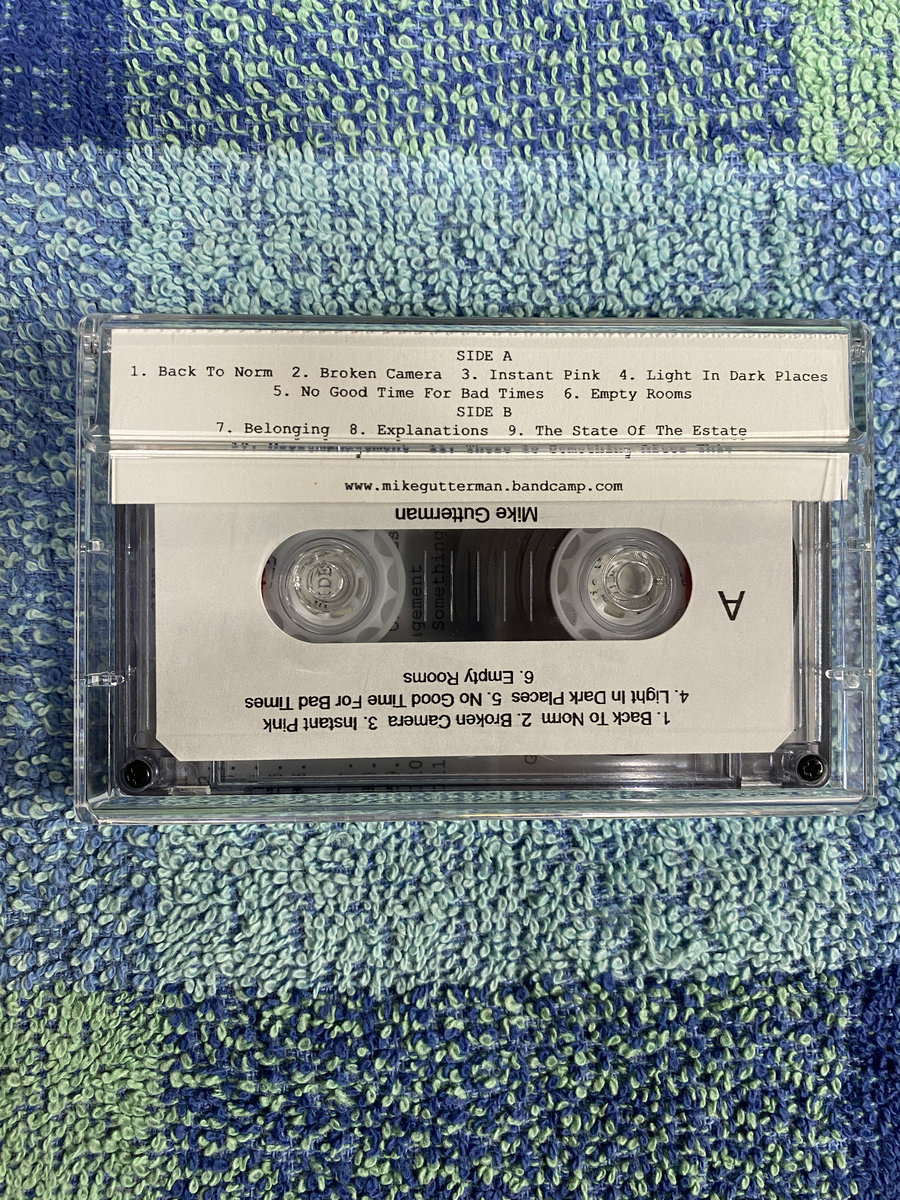 SIDE A
1. Back To Norm 2. Broken Camera 3. Instant Pink 4. Light In Dark Places
5. No Good Time For Bad Times 6. Empty Rooms
SIDE B
7. Belonging 8. Explanations 9. The State Of The Estate
www.mikegutterman.bandcamp.com
Mike Gutterman
A
Something
1. Back To Norm 2. Broken Camera 3. Instant Pink
4. Light In Dark Places 5. No Good Time For Bad Times
6. Empty Rooms